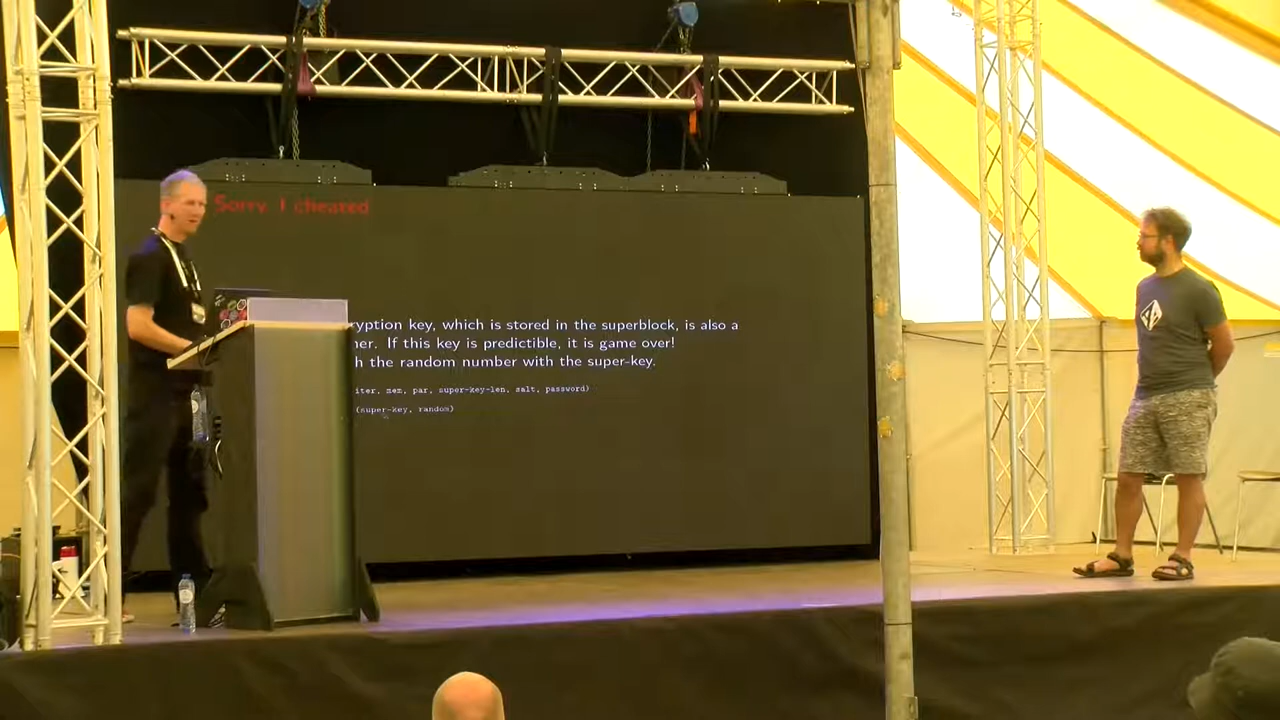 Sorry, I cheated
ryption key, which is stored in the superblock, is also a
er. If this key is predictible, it is game over!
h the random number with the super-key.
iter, mem, par, super-key-len, salt, password)
(super-key, random)